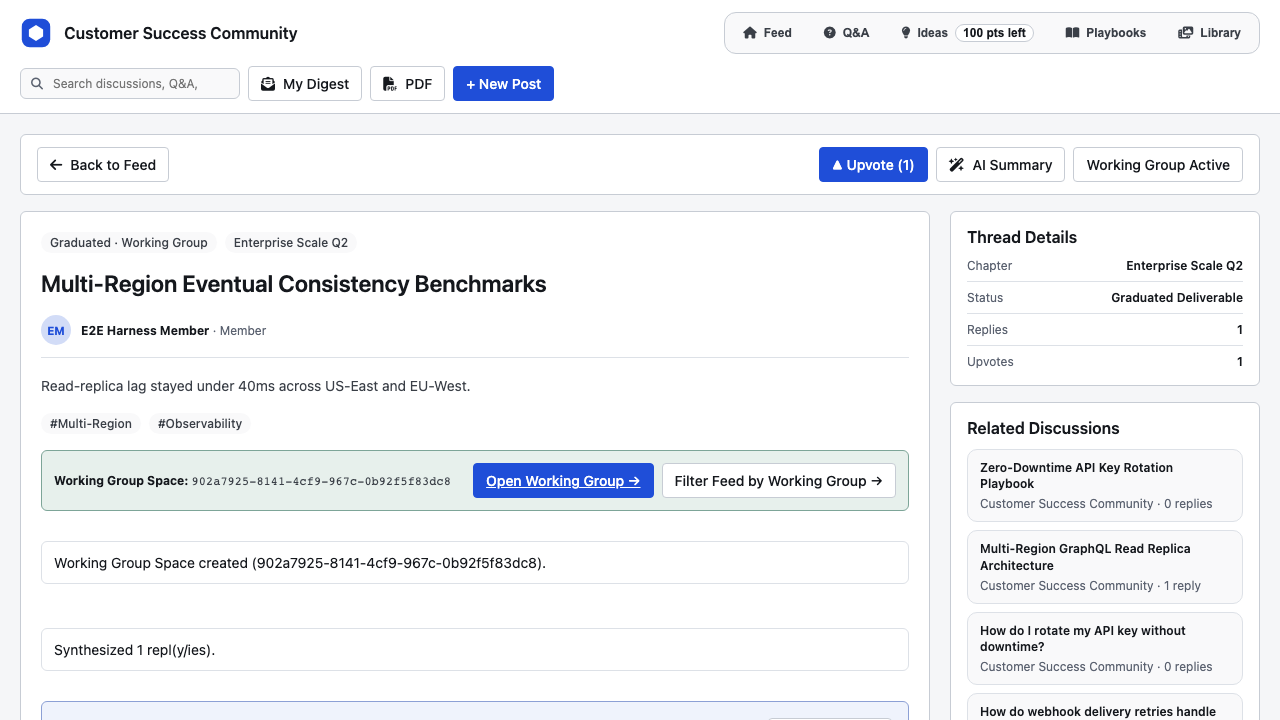 Customer Success Community
Feed
Q&A
Ideas 100 pts left
Playbooks
Library
Search discussions, Q&A,
My Digest
PDF
+ New Post
← Back to Feed
▲ Upvote (1)
AI Summary
Working Group Active
Graduated · Working Group
Enterprise Scale Q2
Multi-Region Eventual Consistency Benchmarks
EM
E2E Harness Member · Member
Read-replica lag stayed under 40ms across US-East and EU-West.
#Multi-Region
#Observability
Working Group Space: 902a7925-8141-4cf9-967c-0b92f5f83dc8
Open Working Group →
Filter Feed by Working Group →
Working Group Space created (902a7925-8141-4cf9-967c-0b92f5f83dc8).
Synthesized 1 repl(y/ies).
Thread Details
Chapter Enterprise Scale Q2
Status Graduated Deliverable
Replies 1
Upvotes 1
Related Discussions
Zero-Downtime API Key Rotation
Playbook
Customer Success Community · 0 replies
Multi-Region GraphQL Read Replica
Architecture
Customer Success Community · 1 reply
How do I rotate my API key without
downtime?
Customer Success Community · 0 replies
How do webhook delivery retries handle